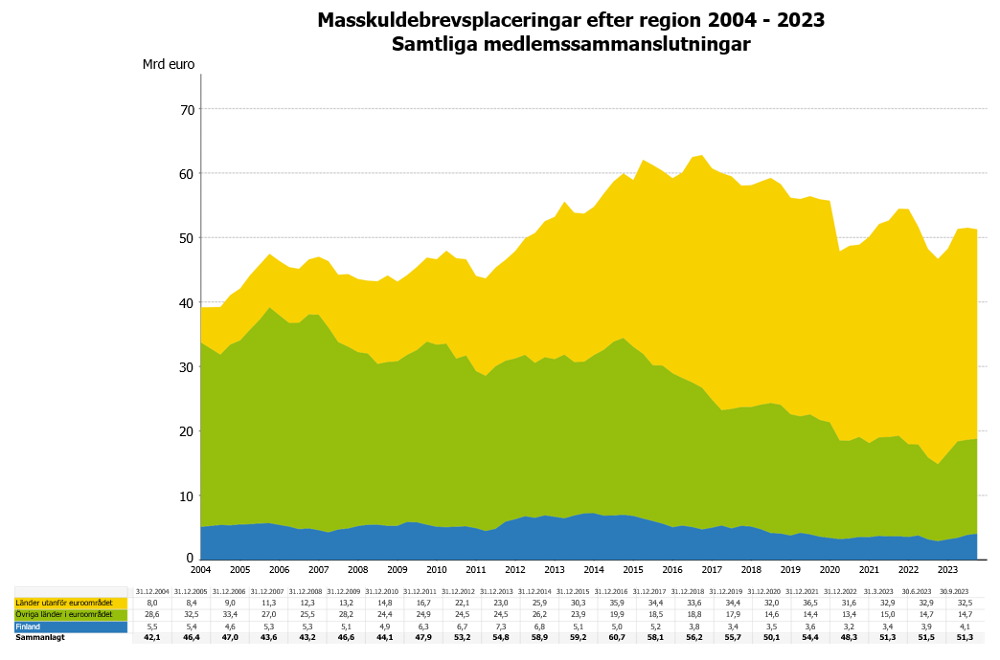 Masskuldebrevsplaceringar efter region 2004 - 2023
Samtliga medlemssammanslutningar
Mrd euro
70
60
50
40
30
20
10
0
2004 2005 2006 2007 2008 2009 2010 2011 2012 2013 2014 2015 2016 2017 2018 2019 2020 2021 2022 2023
31.12.2004 31.12.2005 31.12.2006 31.12.2007 31.12.2008 31.12.2009 31.12.2010 31.12.2011 31.12.2012 31.12.2013 31.12.2014 31.12.2015 31.12.2016 31.12.2017 31.12.2018 31.12.2019 31.12.2020 31.12.2021 31.12.2022 31.3.2023 30.6.2023 30.9.2023
Länder utanför euroområdet 8,0 8,4 9,0 11,3 12,3 13,2 14,8 16,7 22,1 23,0 25,9 30,3 35,9 34,4 33,6 34,4 32,0 36,5 31,6 32,9 32,9 32,5
Övriga länder i euroområdet 28,6 32,5 33,4 27,0 25,5 28,2 24,4 24,9 24,5 24,5 26,2 23,9 19,9 18,5 18,8 17,9 14,6 14,4 13,4 15,0 14,7 14,7
Finland 5,5 5,4 4,6 5,3 5,3 5,1 4,9 6,3 6,7 7,3 6,8 5,1 5,0 5,2 3,8 3,4 3,5 3,6 3,2 3,4 3,9 4,1
Sammanlagt 42,1 46,4 47,0 43,6 43,2 46,6 44,1 47,9 53,2 54,8 58,9 59,2 60,7 58,1 56,2 55,7 50,1 54,4 48,3 51,3 51,5 51,3